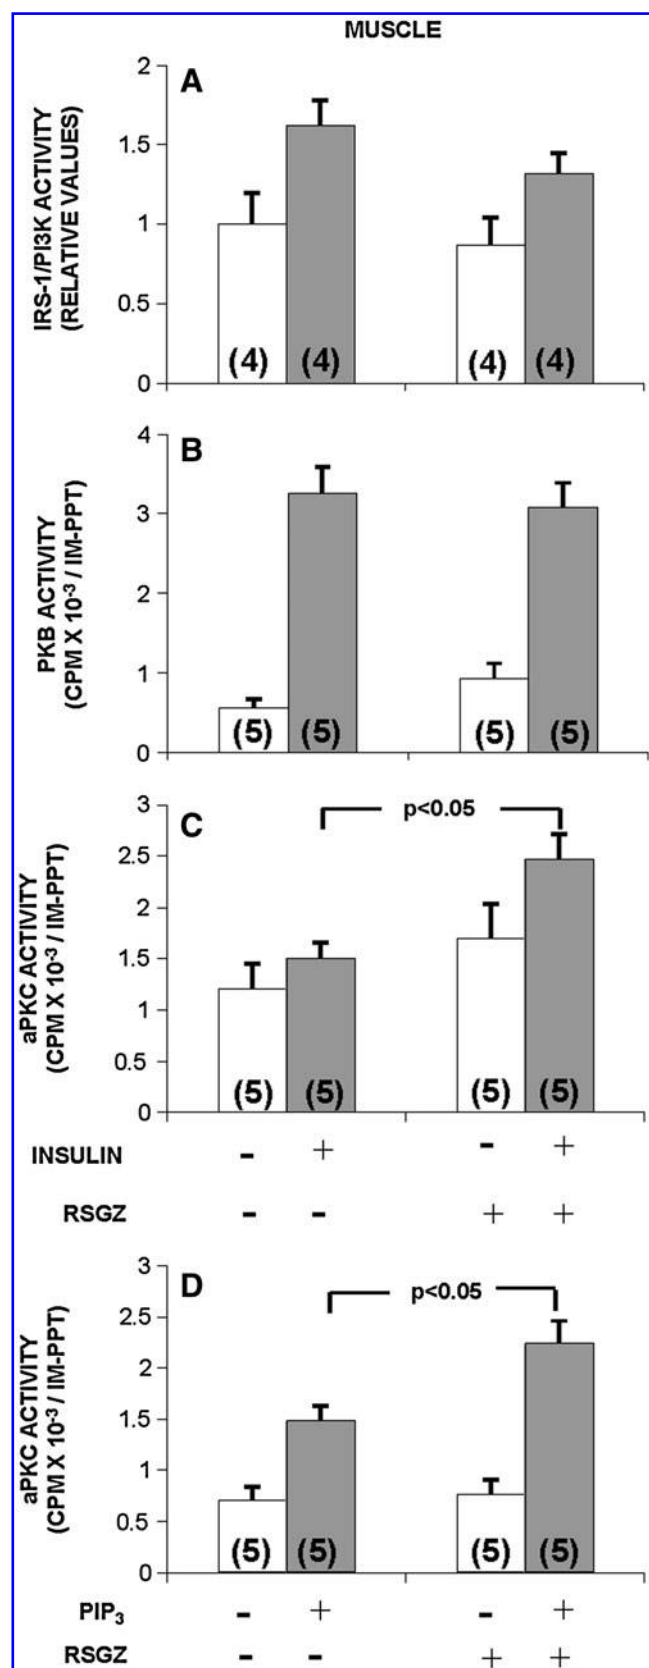 MUSCLE
A
IRS-1/PI3K ACTIVITY
(RELATIVE VALUES)
2
1.5
1
0.5
0
(4) (4) (4) (4)
B
PKB ACTIVITY
(CPM X 10⁻³ / IM-PPT)
4
3
2
1
0
(5) (5) (5) (5)
C
p<0.05
aPKC ACTIVITY
(CPM X 10⁻³ / IM-PPT)
3
2.5
2
1.5
1
0.5
0
(5) (5) (5) (5)
INSULIN - + - +
RSGZ - - + +
D
p<0.05
aPKC ACTIVITY
(CPM X 10⁻³ / IM-PPT)
3
2.5
2
1.5
1
0.5
0
(5) (5) (5) (5)
PIP₃ - + - +
RSGZ - - + +